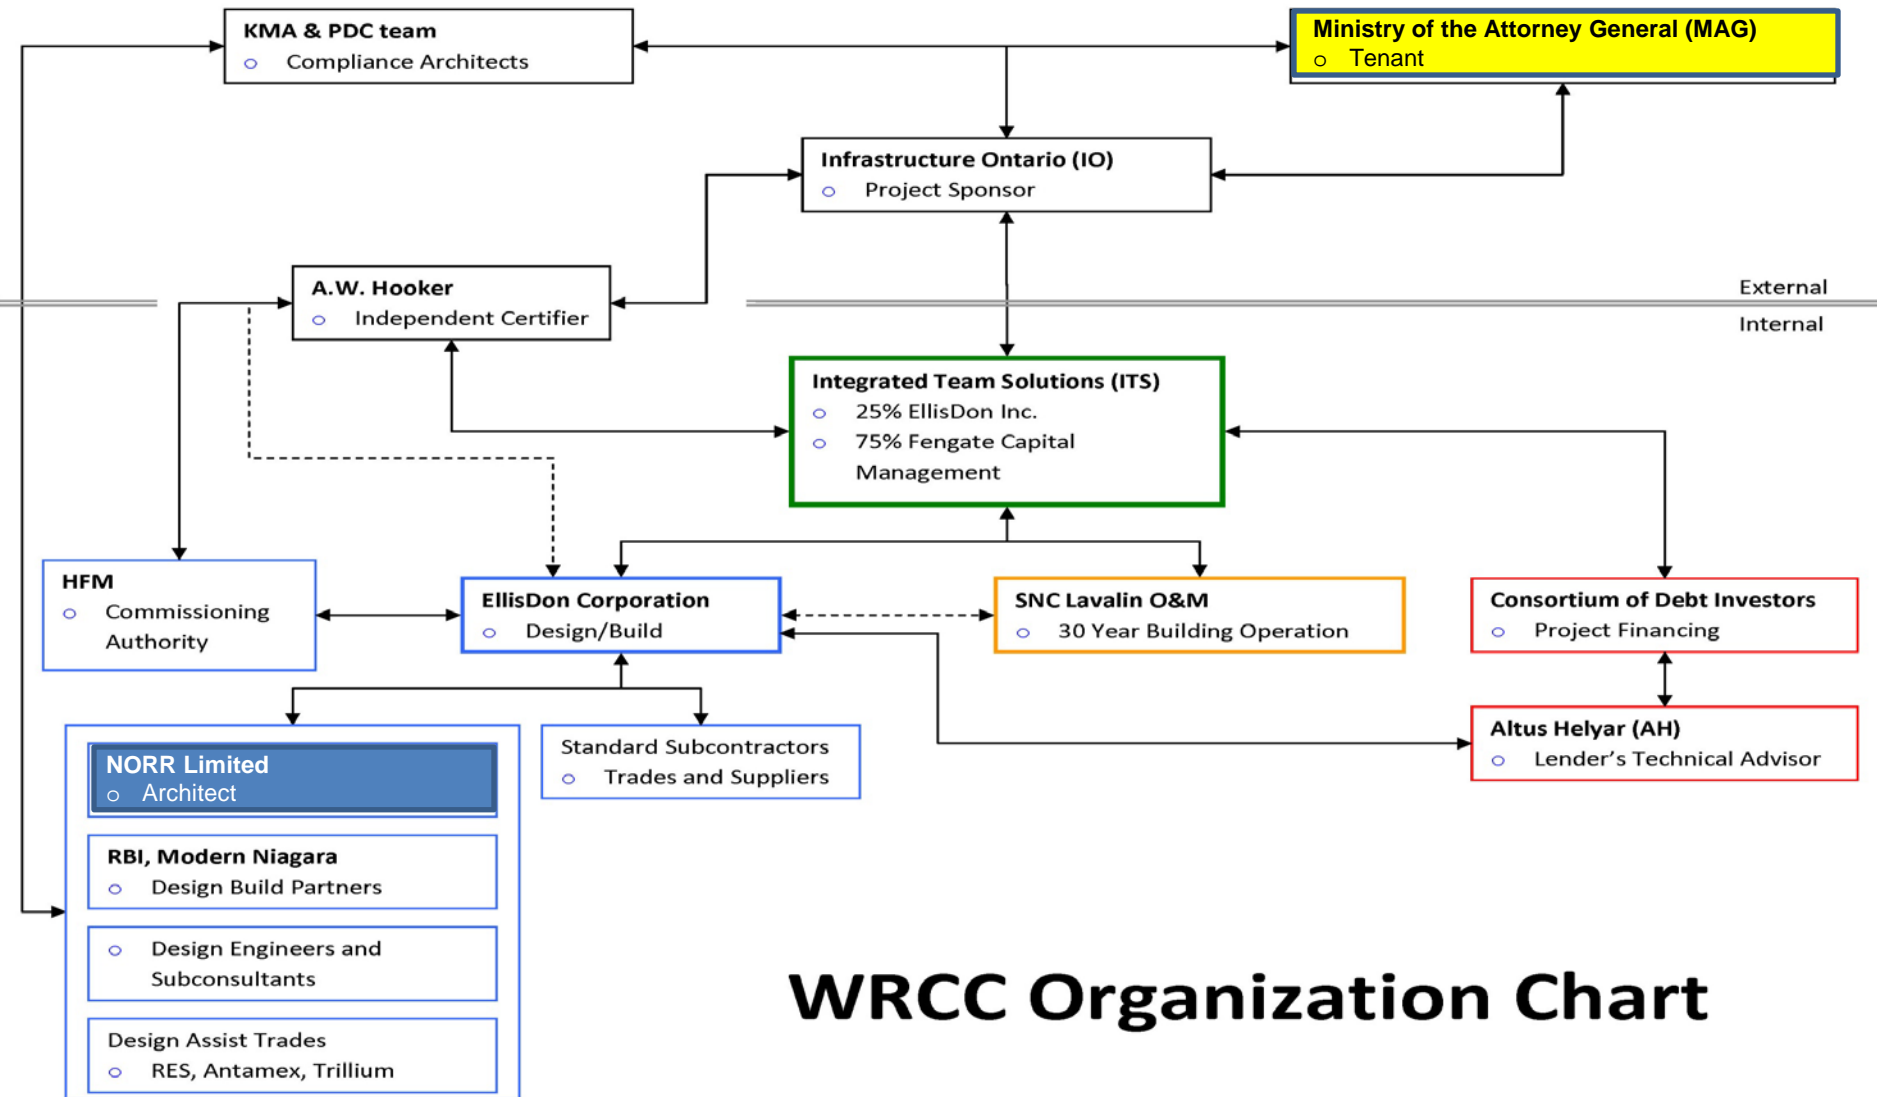 KMA & PDC team
o Compliance Architects
Ministry of the Attorney General (MAG)
o Tenant
Infrastructure Ontario (IO)
o Project Sponsor
A.W. Hooker
o Independent Certifier
External
Internal
Integrated Team Solutions (ITS)
o 25% EllisDon Inc.
o 75% Fengate Capital
Management
HFM
o Commissioning
Authority
EllisDon Corporation
o Design/Build
SNC Lavalin O&M
o 30 Year Building Operation
Consortium of Debt Investors
o Project Financing
NORR Limited
o Architect
Standard Subcontractors
o Trades and Suppliers
Altus Helyar (AH)
o Lender’s Technical Advisor
RBI, Modern Niagara
o Design Build Partners
o Design Engineers and
Subconsultants
Design Assist Trades
o RES, Antamex, Trillium
WRCC Organization Chart